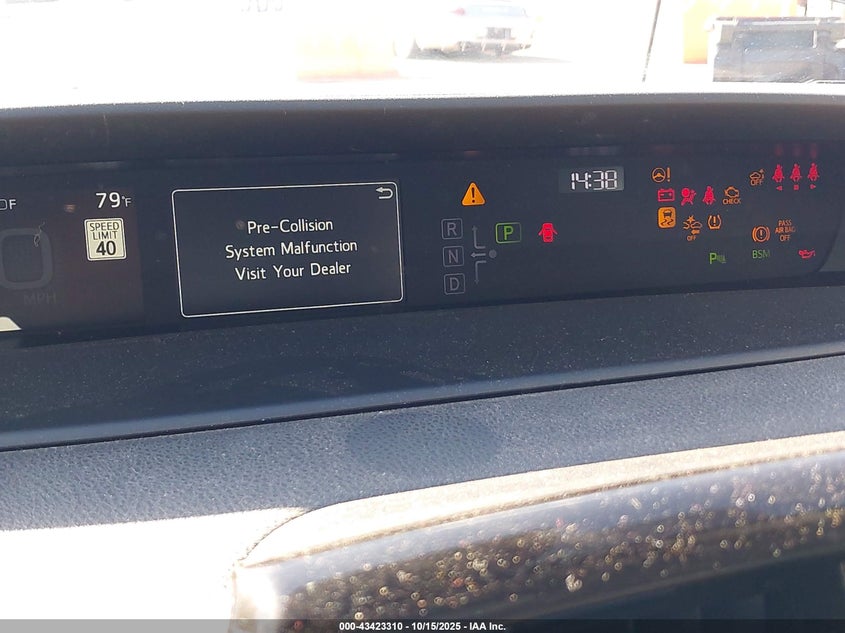 F
79°F
SPEED
LIMIT
40
MPH
Pre-Collision
System Malfunction
Visit Your Dealer
R
N
D
P
14:38
CHECK
OFF
OFF
PASS
AIR BAG
OFF
P
BSM
000-43423310 - 10/15/2025 - IAA Inc.